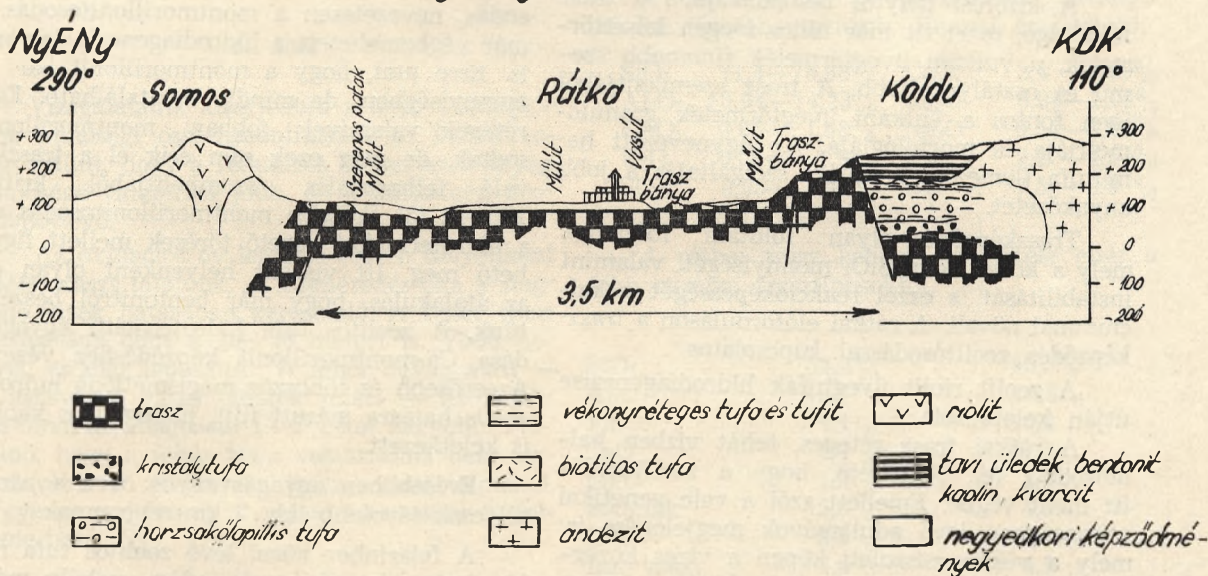 NyÉNy
290°
KDK
110°
Somos
Rátka
Koldu
Szerencs patak
Műút
Műút
Vasút
Trasz
bánya
Műút
Trasz-
bánya
+300
+200
+100
0
-100
-200
+300
+200
+100
0
-100
-200
3,5 km
trasz
kristálytufa
horzsakőlapillis tufa
vékonyréteges tufa és tufit
biotitos tufa
andezit
riolit
tavi üledék, bentonit
kaolin, kvarcit
negyedkori képződmé-
nyek